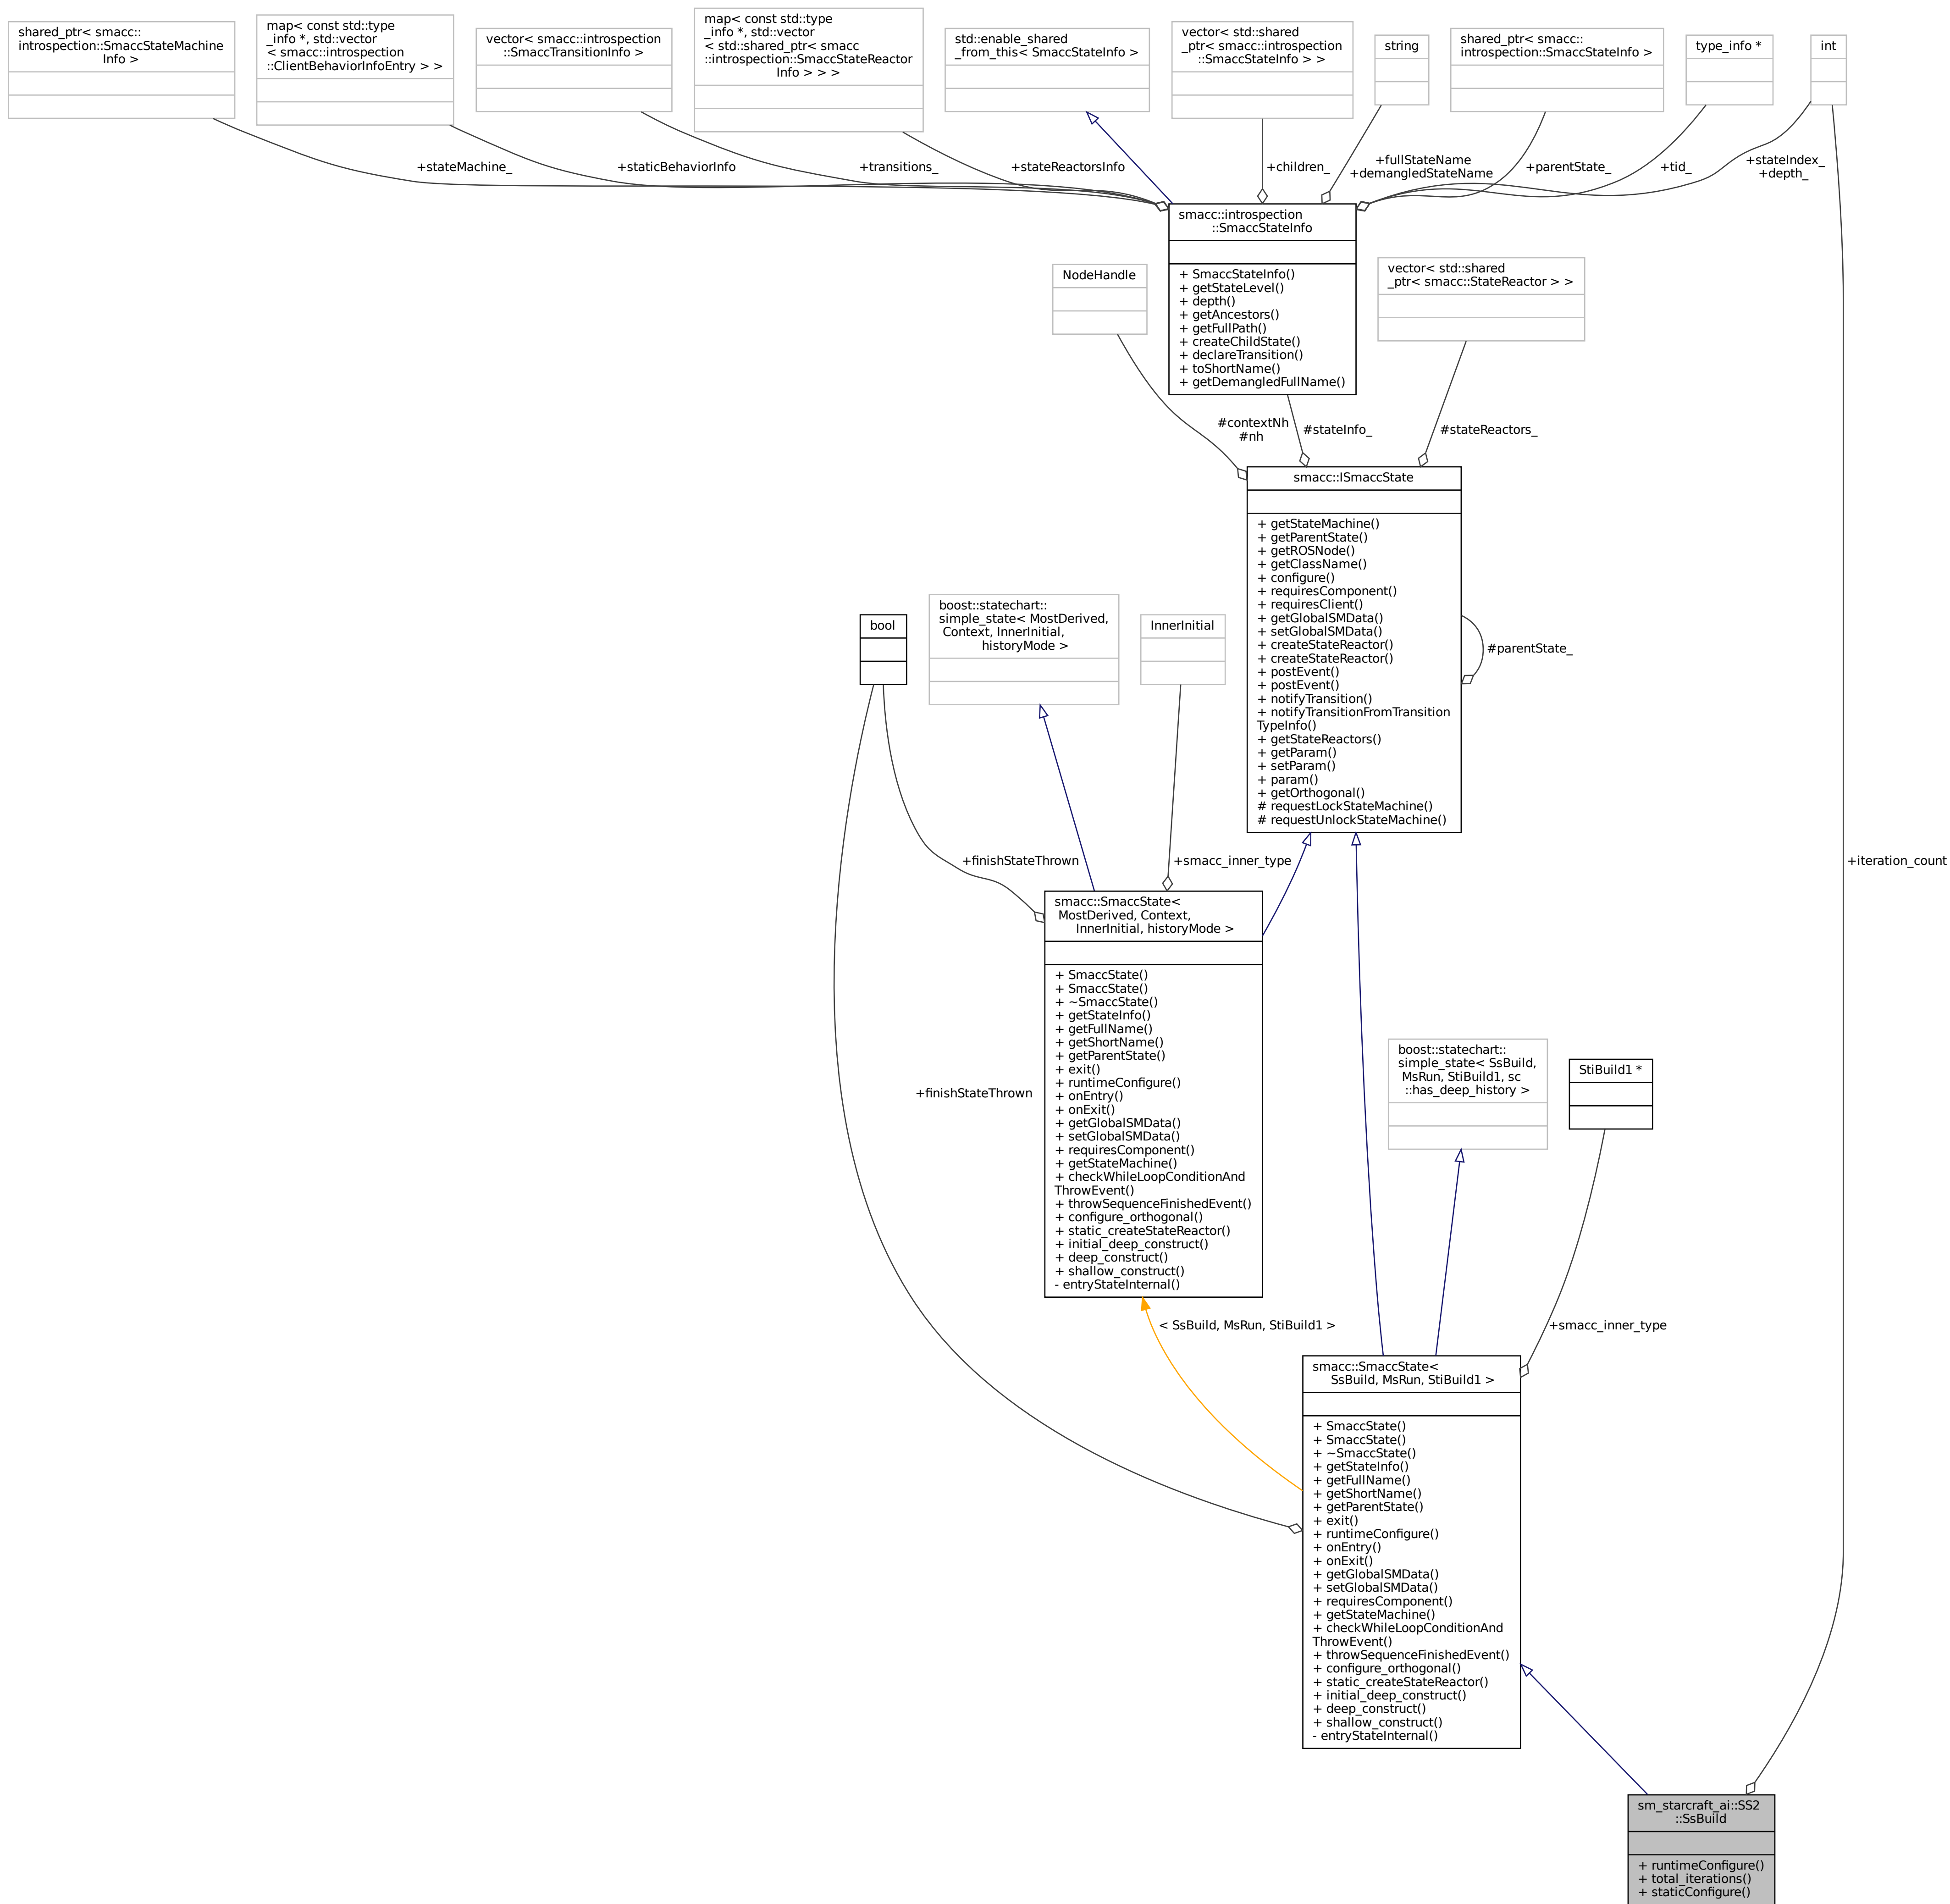 shared_ptr< smacc::
introspection::SmaccStateMachine
Info >
map< const std::type
_info *, std::vector
< smacc::introspection
::ClientBehaviorInfoEntry > >
vector< smacc::introspection
::SmaccTransitionInfo >
map< const std::type
_info *, std::vector
< std::shared_ptr< smacc
::introspection::SmaccStateReactor
Info > > >
std::enable_shared
_from_this< SmaccStateInfo >
vector< std::shared
_ptr< smacc::introspection
::SmaccStateInfo > >
string
shared_ptr< smacc::
introspection::SmaccStateInfo >
type_info *
int
+stateMachine_
+staticBehaviorInfo
+transitions_
+stateReactorsInfo
+children_
+fullStateName
+demangledStateName
+parentState_
+tid_
+stateIndex_
+depth_
smacc::introspection
::SmaccStateInfo
+ SmaccStateInfo()
+ getStateLevel()
+ depth()
+ getAncestors()
+ getFullPath()
+ createChildState()
+ declareTransition()
+ toShortName()
+ getDemangledFullName()
NodeHandle
vector< std::shared
_ptr< smacc::StateReactor > >
#contextNh
#nh
#stateInfo_
#stateReactors_
smacc::ISmaccState
+ getStateMachine()
+ getParentState()
+ getROSNode()
+ getClassName()
+ configure()
+ requiresComponent()
+ requiresClient()
+ getGlobalSMData()
+ setGlobalSMData()
+ createStateReactor()
+ createStateReactor()
+ postEvent()
+ postEvent()
+ notifyTransition()
+ notifyTransitionFromTransition
TypeInfo()
+ getStateReactors()
+ getParam()
+ setParam()
+ param()
+ getOrthogonal()
# requestLockStateMachine()
# requestUnlockStateMachine()
#parentState_
bool
boost::statechart::
simple_state< MostDerived,
Context, InnerInitial,
historyMode >
InnerInitial
+finishStateThrown
+smacc_inner_type
+iteration_count
smacc::SmaccState<
MostDerived, Context,
InnerInitial, historyMode >
+ SmaccState()
+ SmaccState()
+ ~SmaccState()
+ getStateInfo()
+ getFullName()
+ getShortName()
+ getParentState()
+ exit()
+ runtimeConfigure()
+ onEntry()
+ onExit()
+ getGlobalSMData()
+ setGlobalSMData()
+ requiresComponent()
+ getStateMachine()
+ checkWhileLoopConditionAnd
ThrowEvent()
+ throwSequenceFinishedEvent()
+ configure_orthogonal()
+ static_createStateReactor()
+ initial_deep_construct()
+ deep_construct()
+ shallow_construct()
- entryStateInternal()
+finishStateThrown
boost::statechart::
simple_state< SsBuild,
MsRun, StiBuild1, sc
::has_deep_history >
StiBuild1 *
< SsBuild, MsRun, StiBuild1 >
+smacc_inner_type
smacc::SmaccState<
SsBuild, MsRun, StiBuild1 >
+ SmaccState()
+ SmaccState()
+ ~SmaccState()
+ getStateInfo()
+ getFullName()
+ getShortName()
+ getParentState()
+ exit()
+ runtimeConfigure()
+ onEntry()
+ onExit()
+ getGlobalSMData()
+ setGlobalSMData()
+ requiresComponent()
+ getStateMachine()
+ checkWhileLoopConditionAnd
ThrowEvent()
+ throwSequenceFinishedEvent()
+ configure_orthogonal()
+ static_createStateReactor()
+ initial_deep_construct()
+ deep_construct()
+ shallow_construct()
- entryStateInternal()
sm_starcraft_ai::SS2
::SsBuild
+ runtimeConfigure()
+ total_iterations()
+ staticConfigure()